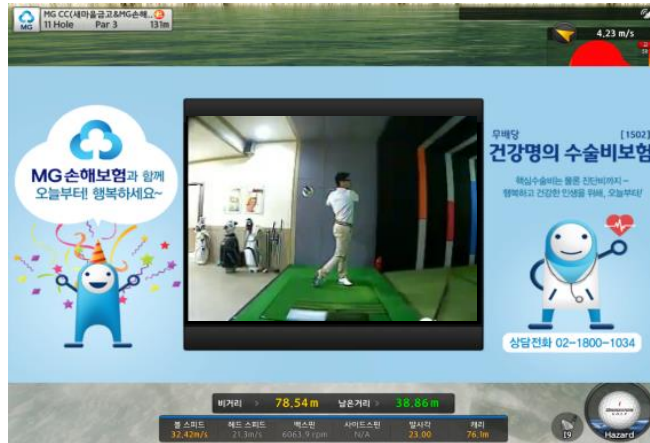 MG CC(새마을금고&MG손해..
MG
11 Hole Par 3 131m
4,23 m/s
MG 손해보험과 함께
오늘부터! 행복하세요~
무배당 [1502]
건강명의 수술비보험
핵심수술비는 물론 진단비까지~
행복하고 건강한 인생을 위해, 오늘부터!
상담전화 02-1800-1034
비거리 > 78,54 m 남은거리 > 38,86m
볼 스피드 헤드 스피드 백스핀 사이드스핀 발사각 캐리
32,42m/s 21,3m/s 6063,9 rpm N/A 23,00 76,1m
I9 Hazard